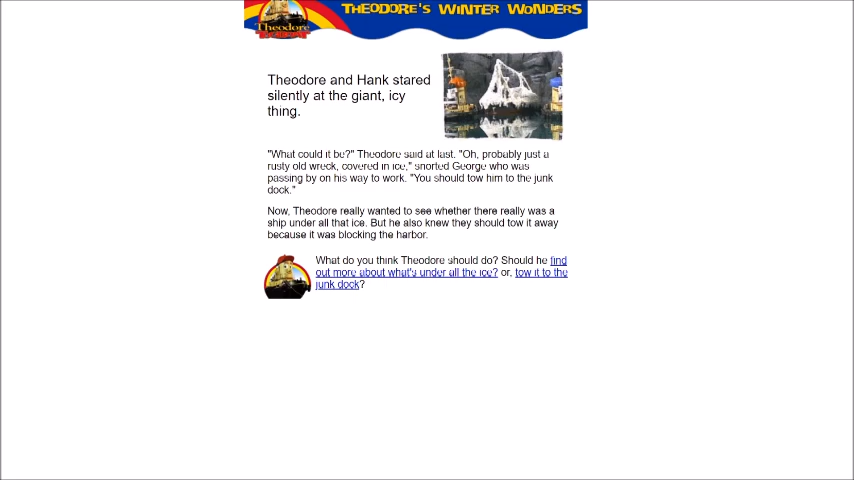 THEODORE'S WINTER WONDERS
Theodore
Theodore and Hank stared
silently at the giant, icy
thing.
"What could it be?" Theodore said at last. "Oh, probably just a
rusty old wreck, covered in ice," snorted George who was
passing by on his way to work. "You should tow him to the junk
dock."
Now, Theodore really wanted to see whether there really was a
ship under all that ice. But he also knew they should tow it away
because it was blocking the harbor.
What do you think Theodore should do? Should he find
out more about what's under all the ice? or, tow it to the
junk dock?